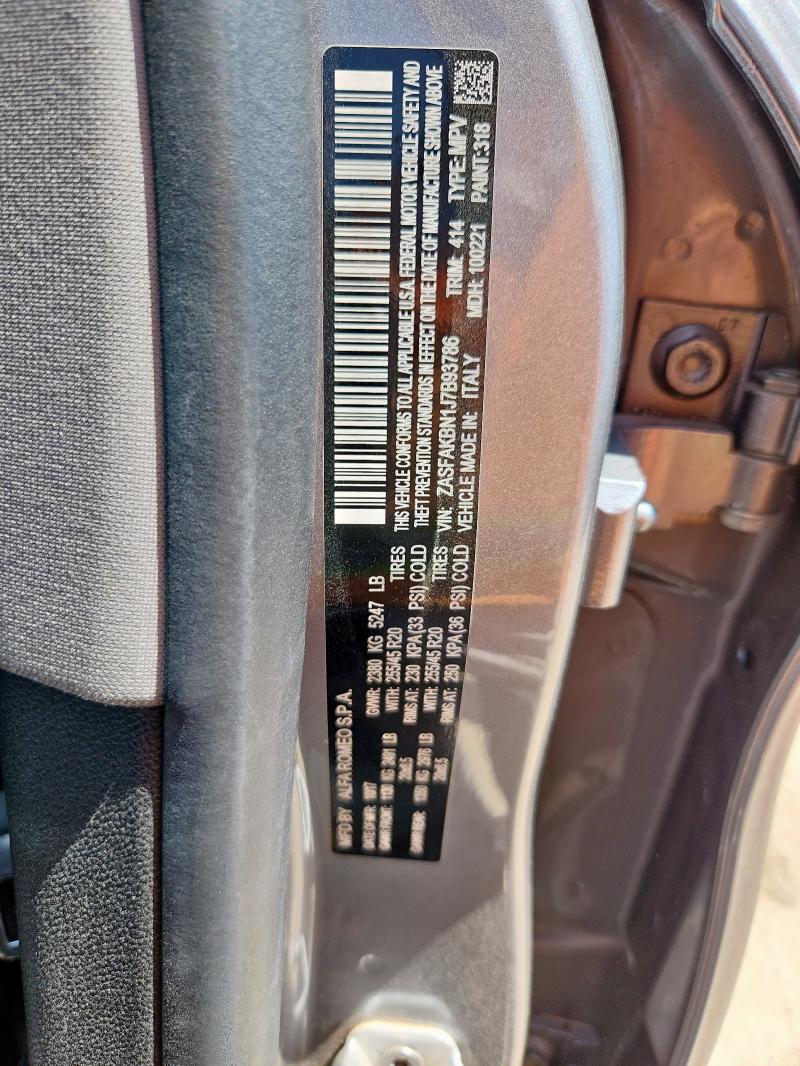 MFD BY ALFA ROMEO S.P.A.
GVWR: 2380 KG 5247 LB
WITH: 255/45 R20 TIRES
RIMS AT: 230 KPA (33 PSI) COLD
WITH: 255/45 R20 TIRES
RIMS AT: 250 KPA (36 PSI) COLD
THIS VEHICLE CONFORMS TO ALL APPLICABLE U.S.A. FEDERAL MOTOR VEHICLE SAFETY AND
THEFT PREVENTION STANDARDS IN EFFECT ON THE DATE OF MANUFACTURE SHOWN ABOVE
VIN: ZASFAKBN1J7B93786 TRIM: 414 TYPE:MPV
VEHICLE MADE IN: ITALY MDH: 100221 PAINT:318